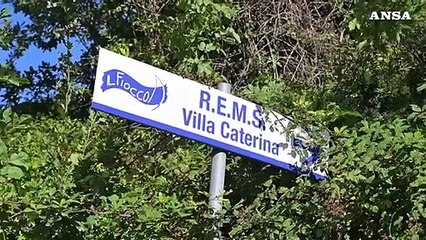 ANSA
IL FIOCCO
R.E.M.S.
Villa Caterina